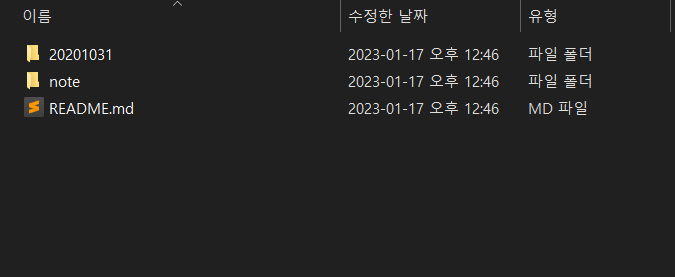 이름 수정한 날짜 유형
20201031 2023-01-17 오후 12:46 파일 폴더
note 2023-01-17 오후 12:46 파일 폴더
README.md 2023-01-17 오후 12:46 MD 파일